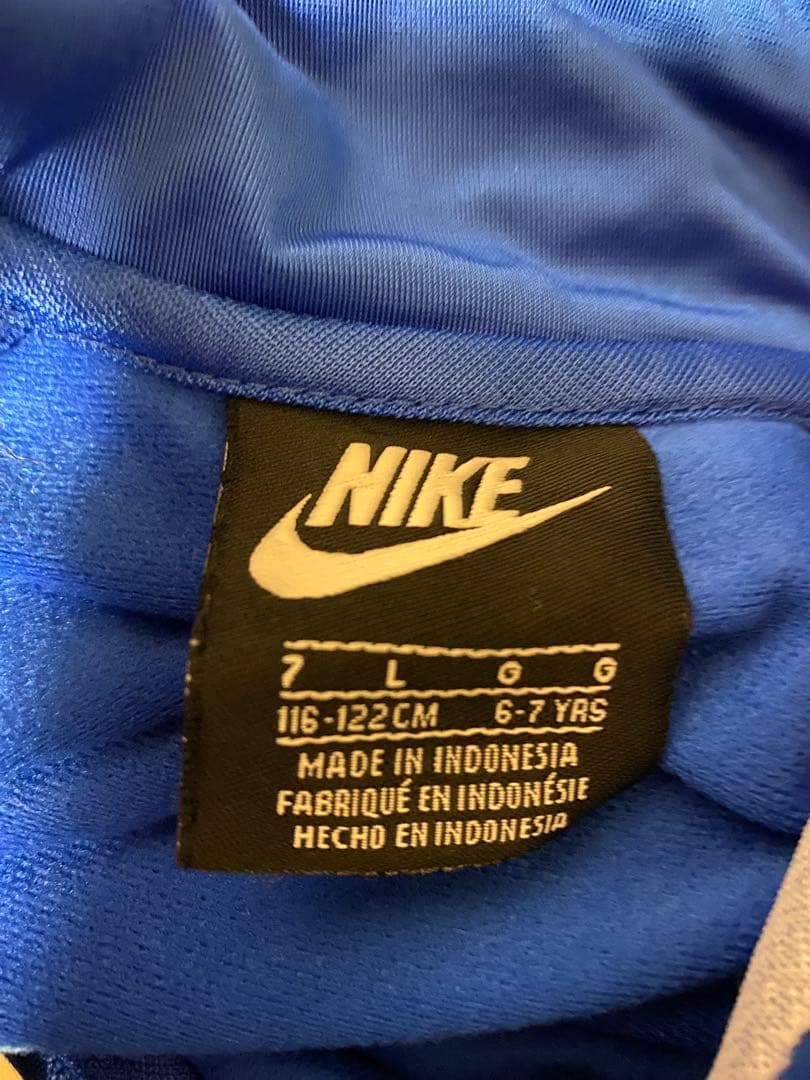 NIKE
7 L G G
116-122CM 6-7 YRS
MADE IN INDONESIA
FABRIQUÉ EN INDONÉSIE
HECHO EN INDONESIA